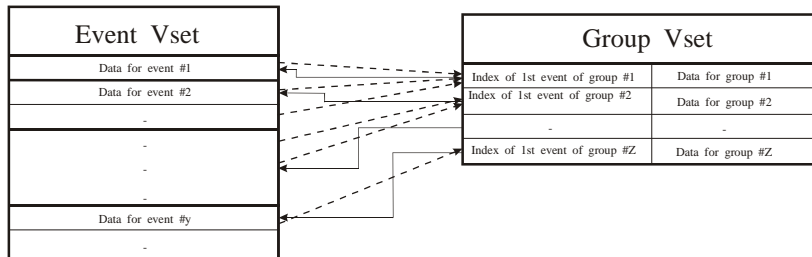 Event Vset
Data for event #1
Data for event #2
-
-
-
-
Data for event #y
-
Group Vset
Index of 1st event of group #1 Data for group #1
Index of 1st event of group #2 Data for group #2
- -
Index of 1st event of group #Z Data for group #Z